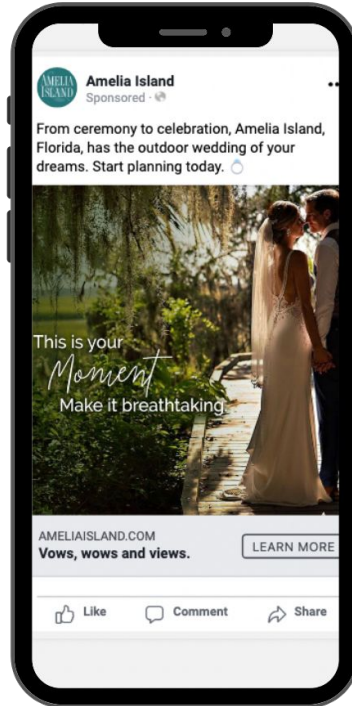 AMELIA
ISLAND
Amelia Island
Sponsored ·
From ceremony to celebration, Amelia Island,
Florida, has the outdoor wedding of your
dreams. Start planning today. 💍
This is your
Moment
Make it breathtaking.
AMELIAISLAND.COM
Vows, wows and views.
LEARN MORE
Like
Comment
Share